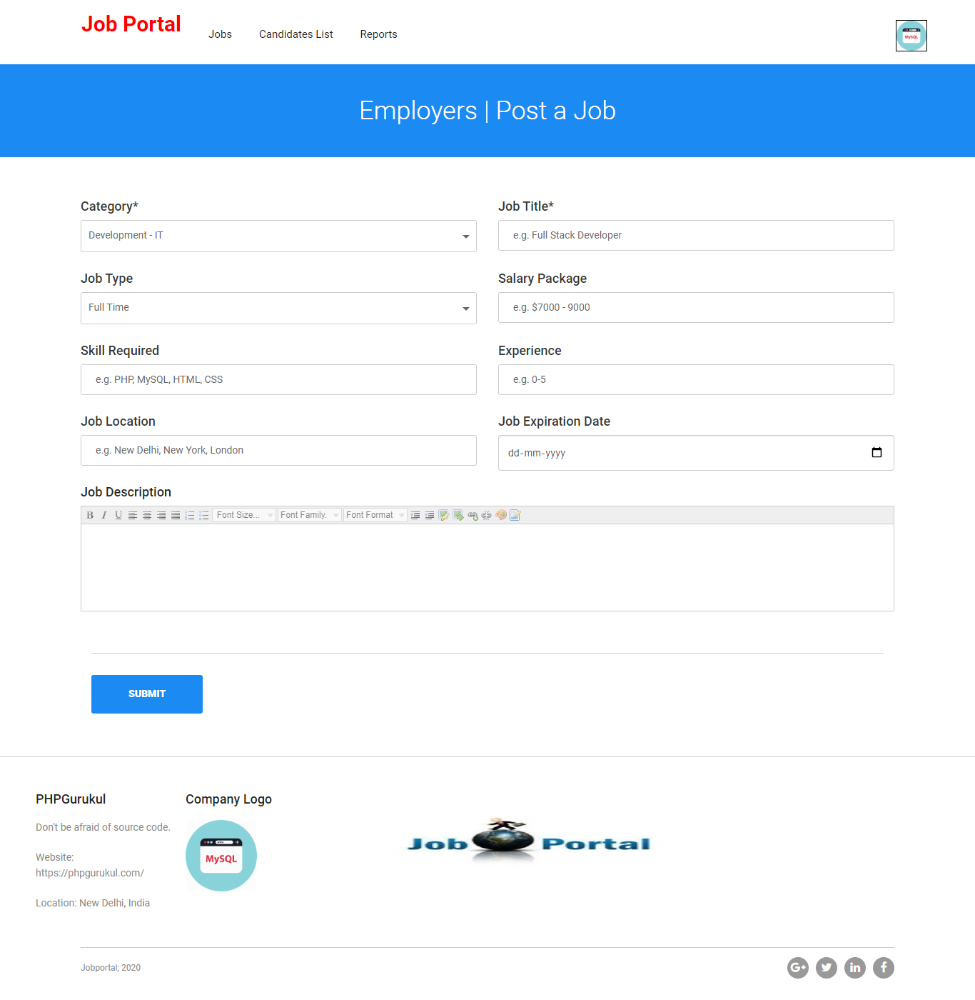 Job Portal
Jobs
Candidates List
Reports
MySQL
Employers | Post a Job
Category*
Job Title*
Development - IT
e.g. Full Stack Developer
Job Type
Salary Package
Full Time
e.g. $7000 - 9000
Skill Required
Experience
e.g. PHP, MySQL, HTML, CSS
e.g. 0-5
Job Location
Job Expiration Date
e.g. New Delhi, New York, London
dd-mm-yyyy
Job Description
B I U Font Size... Font Family. Font Format
SUBMIT
PHPGurukul
Company Logo
Don't be afraid of source code.
Website:
https://phpgurukul.com/
Location: New Delhi, India
MySQL
Job Portal
Jobportal; 2020
G+
in
f